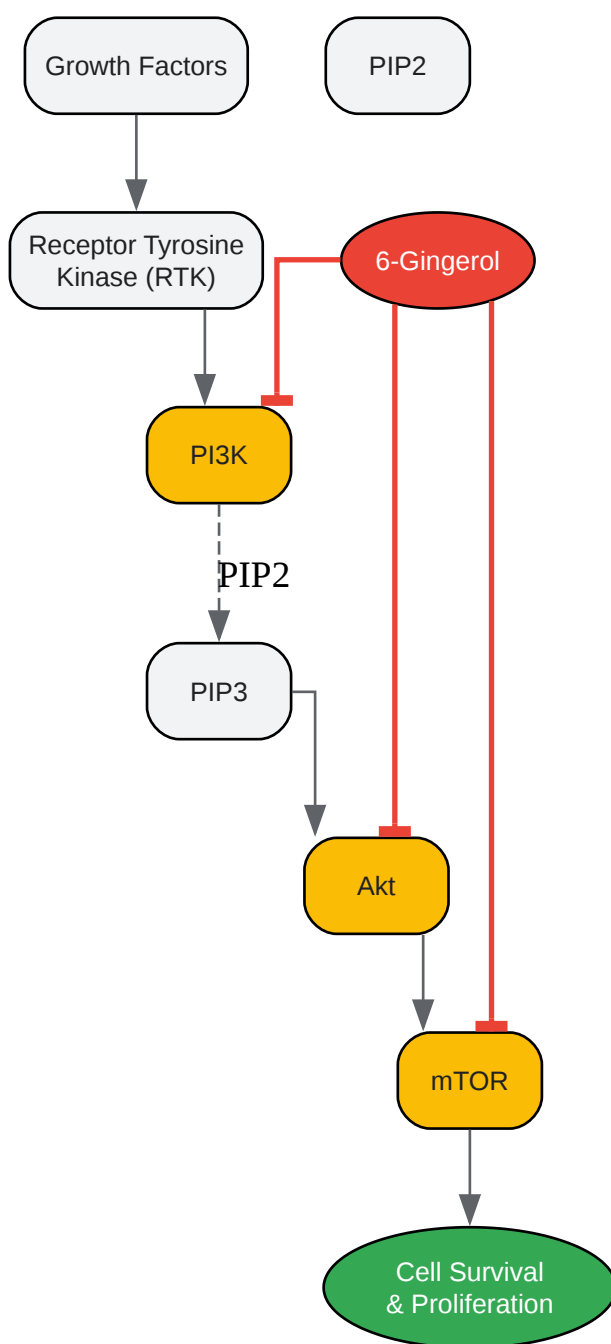 Growth Factors
PIP2
Receptor Tyrosine
Kinase (RTK)
6-Gingerol
PI3K
PIP2
PIP3
Akt
mTOR
Cell Survival
& Proliferation